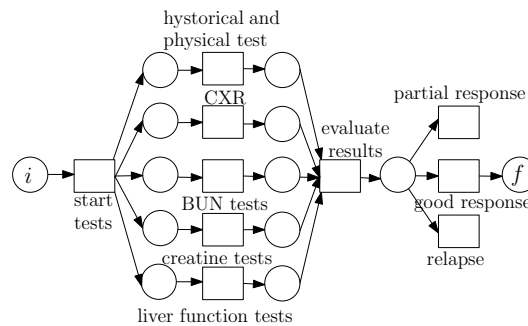 hystorical and
physical test
CXR
partial response
evaluate
results
i
f
start
tests
BUN tests
good response
creatine tests
relapse
liver function tests